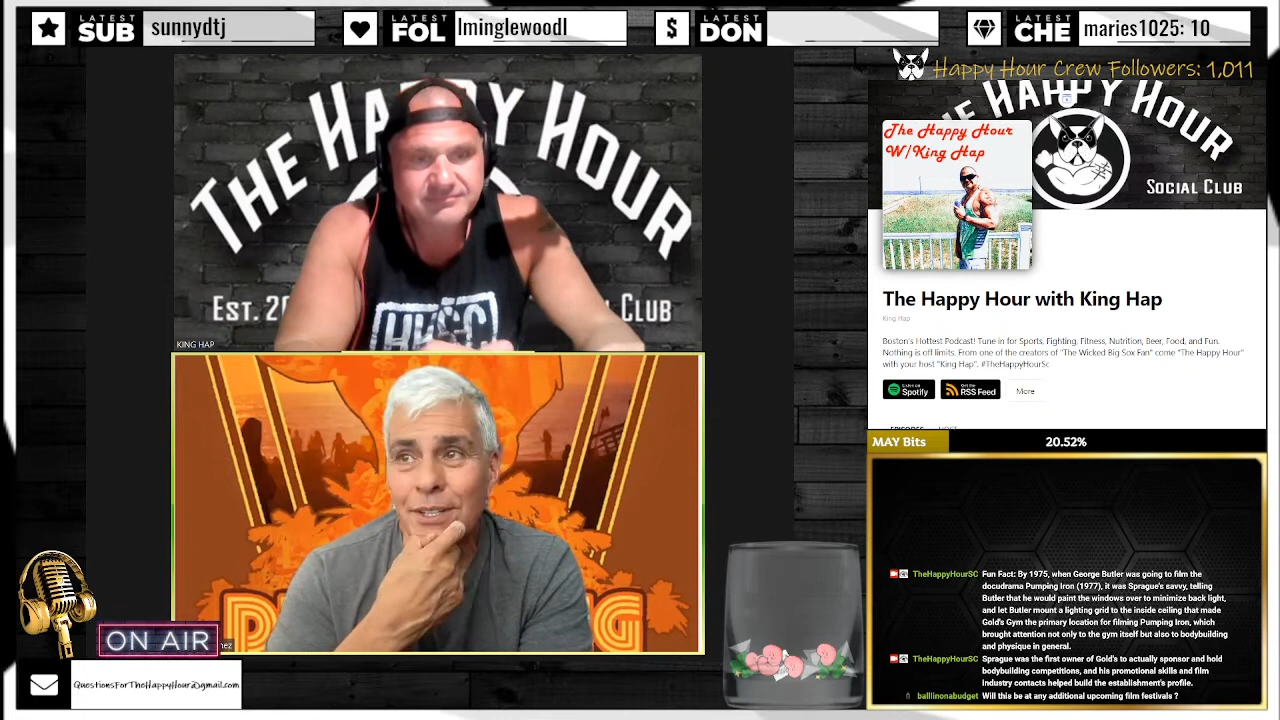 LATEST SUB sunnydtj
LATEST FOL lminglewoodl
$ LATEST DON
LATEST CHE maries1025: 10
Happy Hour Crew Followers: 1,011
THE HAPPY HOUR
EST. 20
CLUB
HHSC
KING HAP
HAPPY HOUR
SOCIAL CLUB
The Happy Hour
W/King Hap
The Happy Hour with King Hap
King Hap
Boston's Hottest Podcast! Tune in for Sports, Fighting, Fitness, Nutrition, Beer, Food, and Fun.
Nothing is off limits. From one of the creators of "The Wicked Big Sox Fan" come "The Happy Hour"
with your host "King Hap". #TheHappyHourSc
Listen on Spotify
Get the RSS Feed
More
EPISODES HOST
MAY Bits 20.52%
TheHappyHourSC Fun Fact: By 1975, when George Butler was going to film the
docudrama Pumping Iron (1977), it was Sprague's savvy, telling
Butler that he would paint the windows over to minimize back light,
and let Butler mount a lighting grid to the inside ceiling that made
Gold's Gym the primary location for filming Pumping Iron, which
brought attention not only to the gym itself but also to bodybuilding
and physique in general.
TheHappyHourSC Sprague was the first owner of Gold's to actually sponsor and hold
bodybuilding competitions, and his promotional skills and film
industry contacts helped build the establishment's profile.
balllinonabudget Will this be at any additional upcoming film festivals ?
ON AIR
QuestionsForTheHappyHour@gmail.com